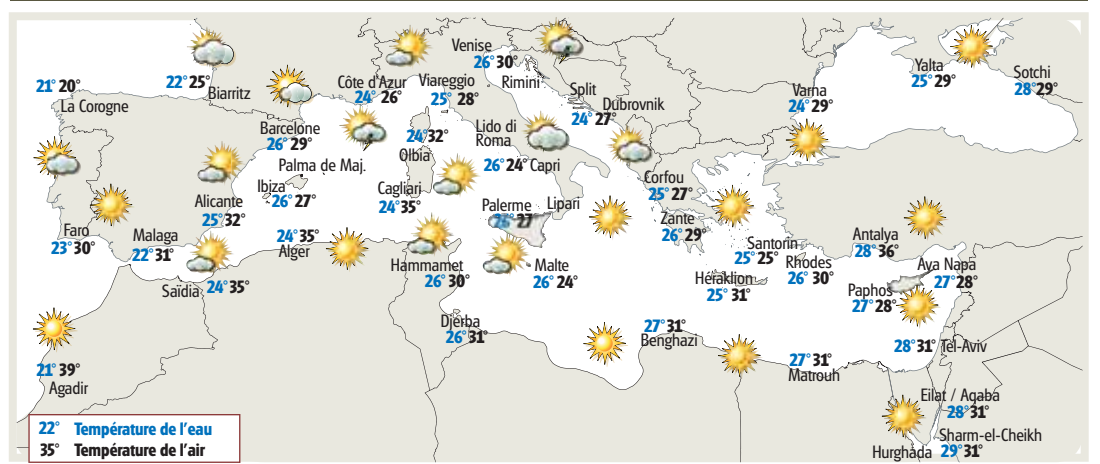 Venise
26° 30°
Rimini
Yalta
25° 29°
Sotchi
28° 29°
21° 20°
La Corogne
22° 25°
Biarritz
Côte d'Azur
24° 26°
Viareggio
25° 28°
Split
24° 27°
Dubrovnik
Varna
24° 29°
Barcelone
26° 29°
24° 32°
Olbia
Lido di
Roma
26° 24° Capri
Palma de Maj.
Ibiza
26° 27°
Cagliari
24° 35°
Corfou
25° 27°
Alicante
25° 32°
Palerme
26° 27
Lipari
Zante
26° 29°
Faro
23° 30°
Malaga
22° 31°
24° 35°
Alger
Santorin
25° 25°
Antalya
28° 36°
Hammamet
26° 30°
Malte
26° 24°
Héraklion
25° 31°
Rhodes
26° 30°
Aya Napa
27° 28°
Saïdia 24° 35°
Paphos
27° 28°
Djerba
26° 31°
27° 31°
Benghazi
28° 31° Tel-Aviv
27° 31°
Matrouh
21° 39°
Agadir
Eilat / Aqaba
28° 31°
Sharm-el-Cheikh
29° 31°
Hurghada
22° Température de l'eau
35° Température de l'air